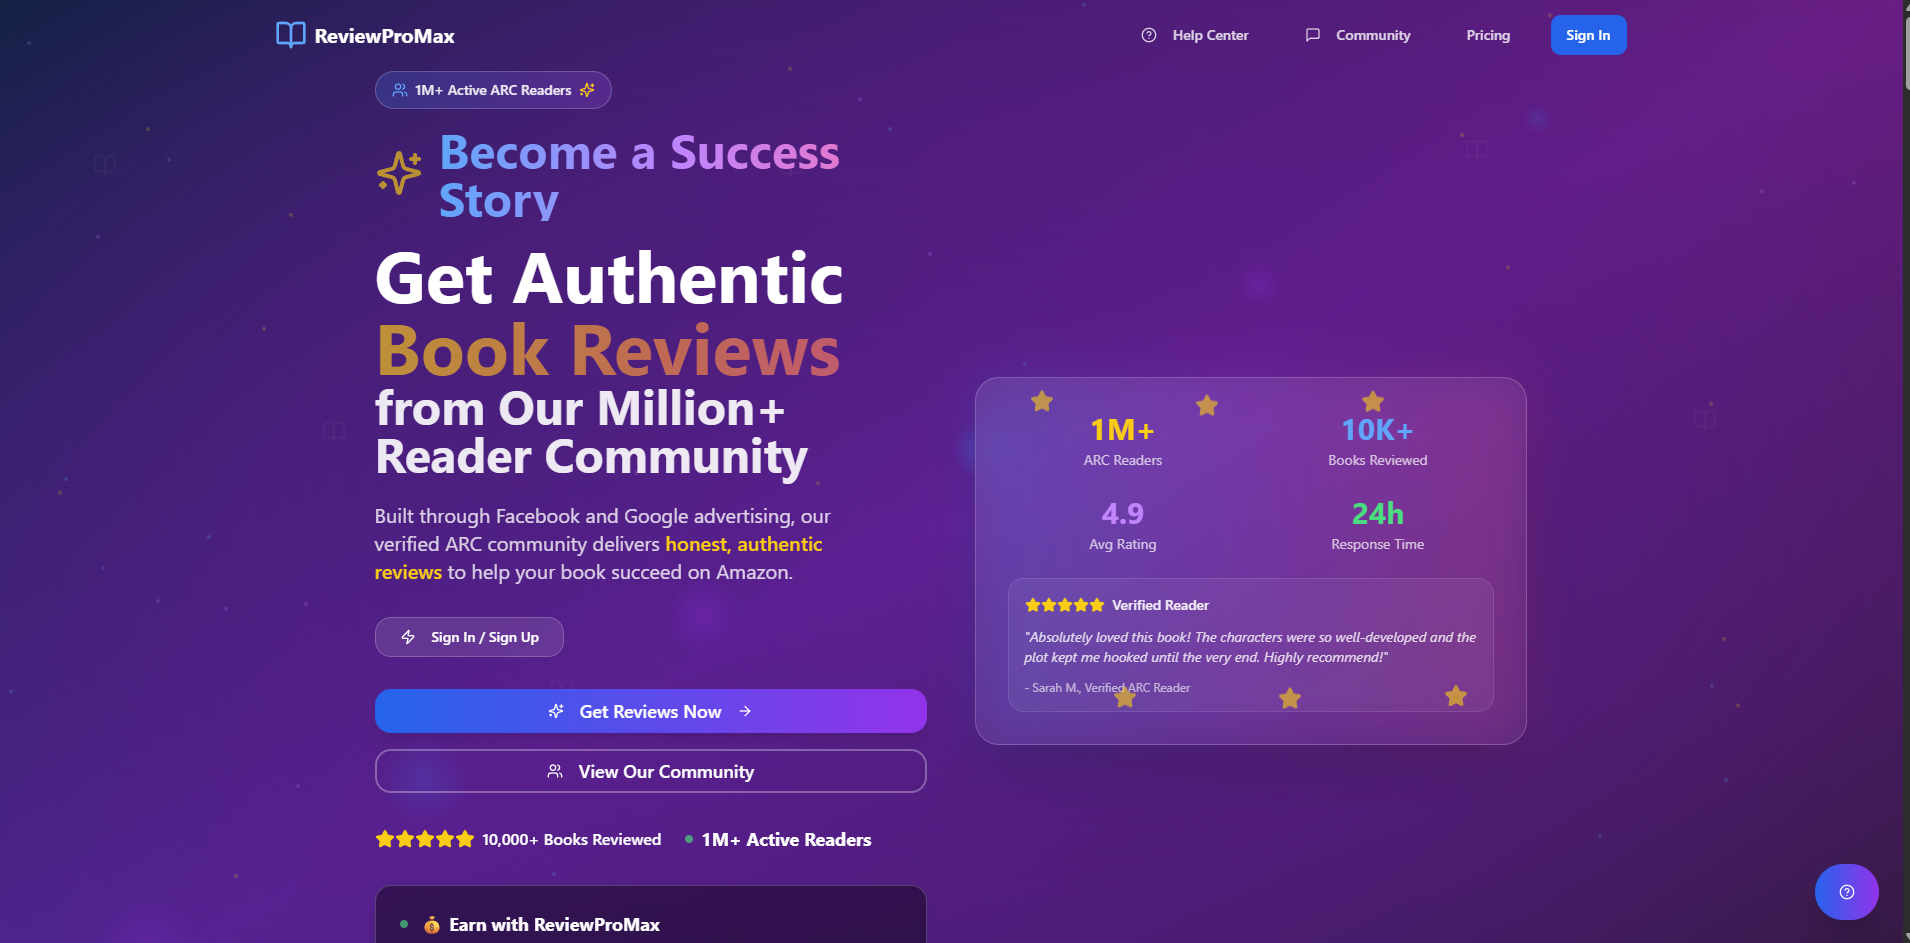 ReviewProMax
Help Center
Community
Pricing
Sign In
1M+ Active ARC Readers
Become a Success
Story
Get Authentic
Book Reviews
from Our Million+
Reader Community
Built through Facebook and Google advertising, our
verified ARC community delivers honest, authentic
reviews to help your book succeed on Amazon.
Sign In / Sign Up
Get Reviews Now
View Our Community
10,000+ Books Reviewed
1M+ Active Readers
Earn with ReviewProMax
1M+
ARC Readers
10K+
Books Reviewed
4.9
Avg Rating
24h
Response Time
Verified Reader
"Absolutely loved this book! The characters were so well-developed and the
plot kept me hooked until the very end. Highly recommend!"
- Sarah M., Verified ARC Reader